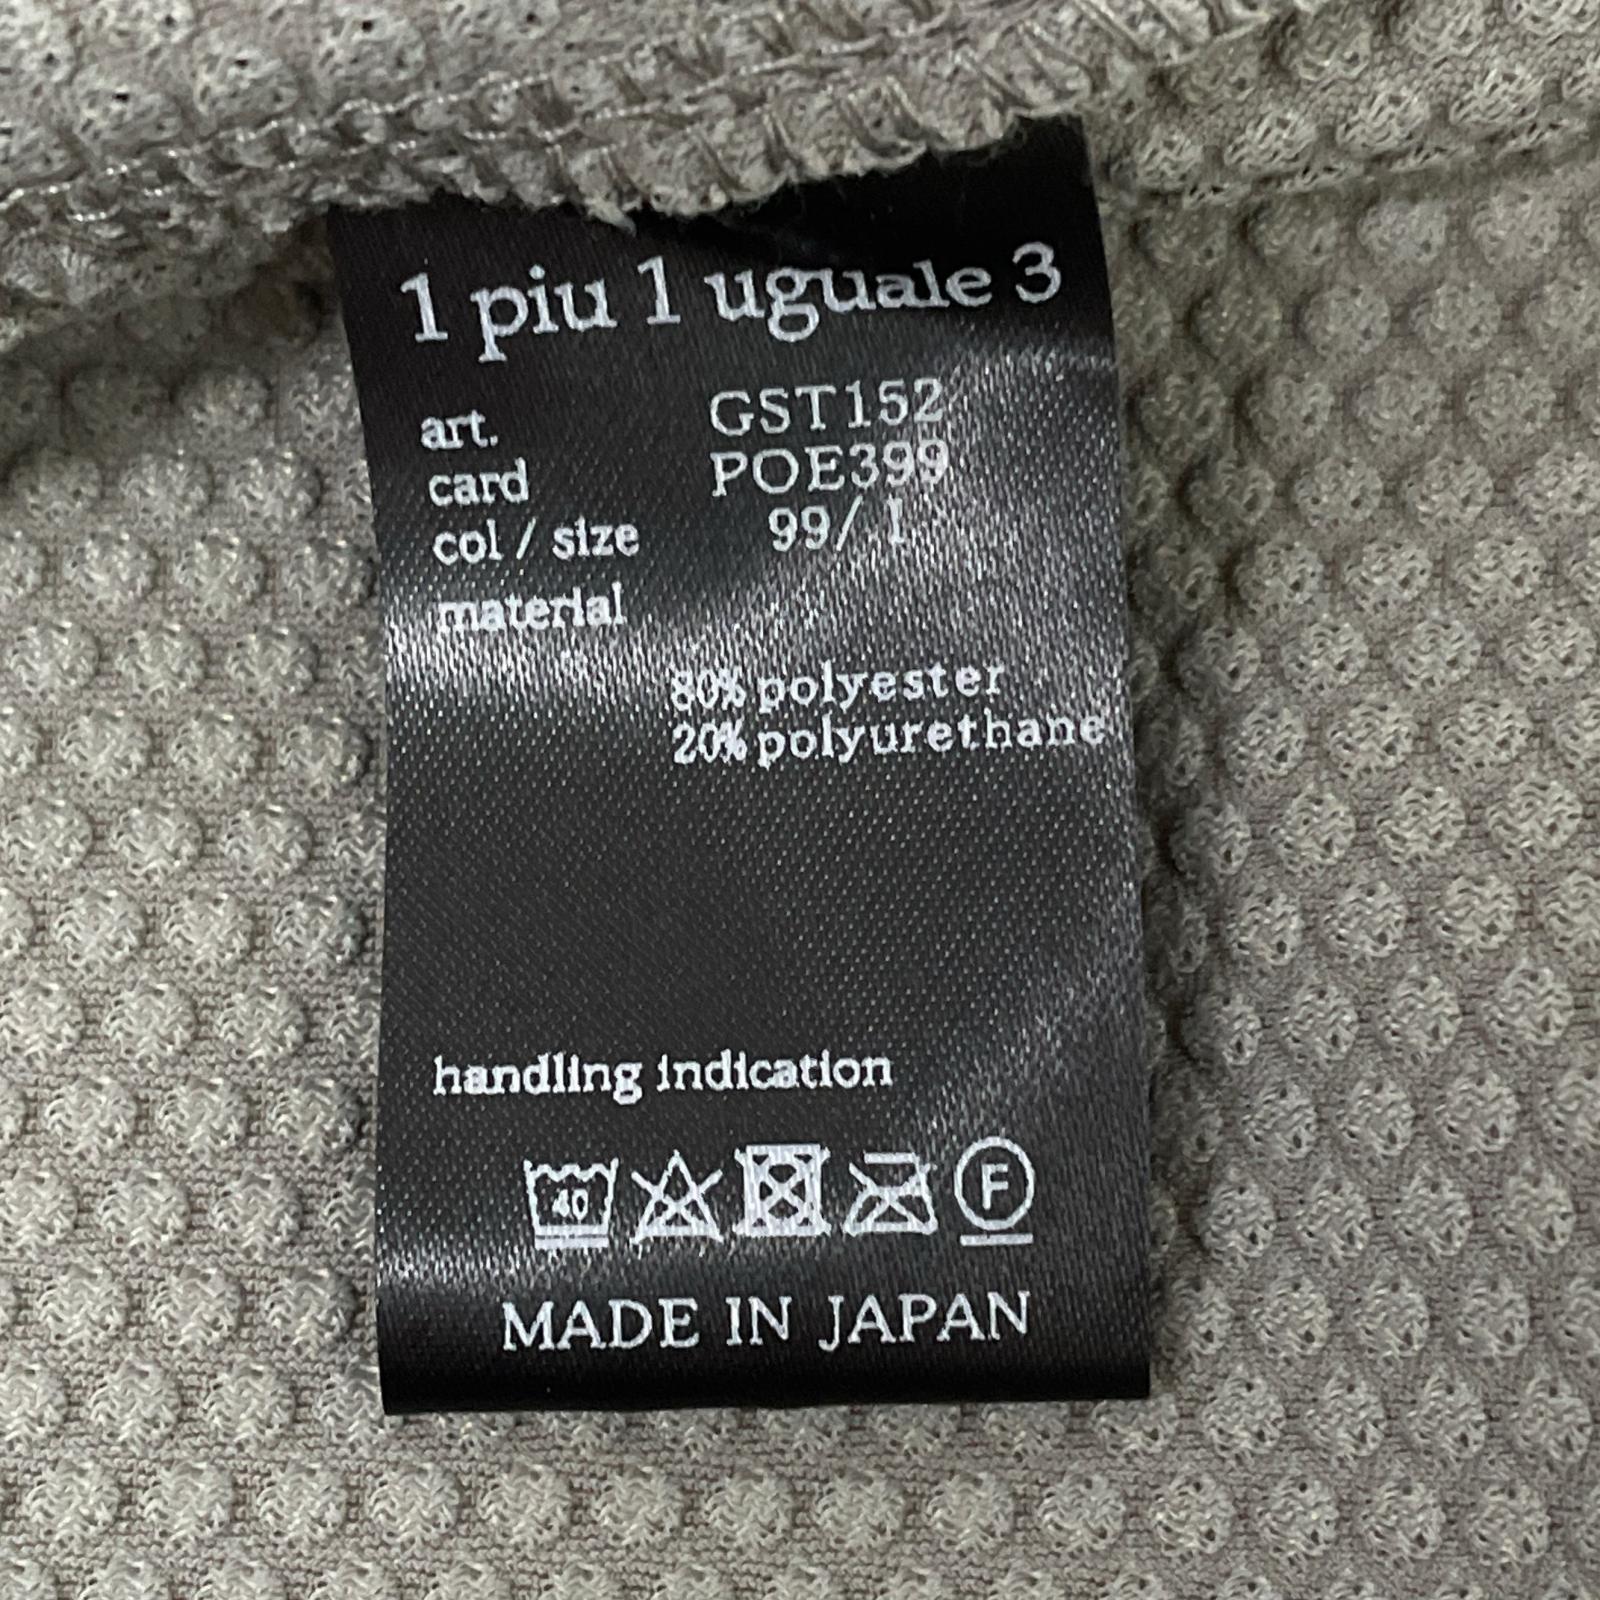 1 piu 1 uguale 3
art. GST152
card POE399
col / size 99/ 1
material
80% polyester
20% polyurethane
handling indication
40 F
MADE IN JAPAN